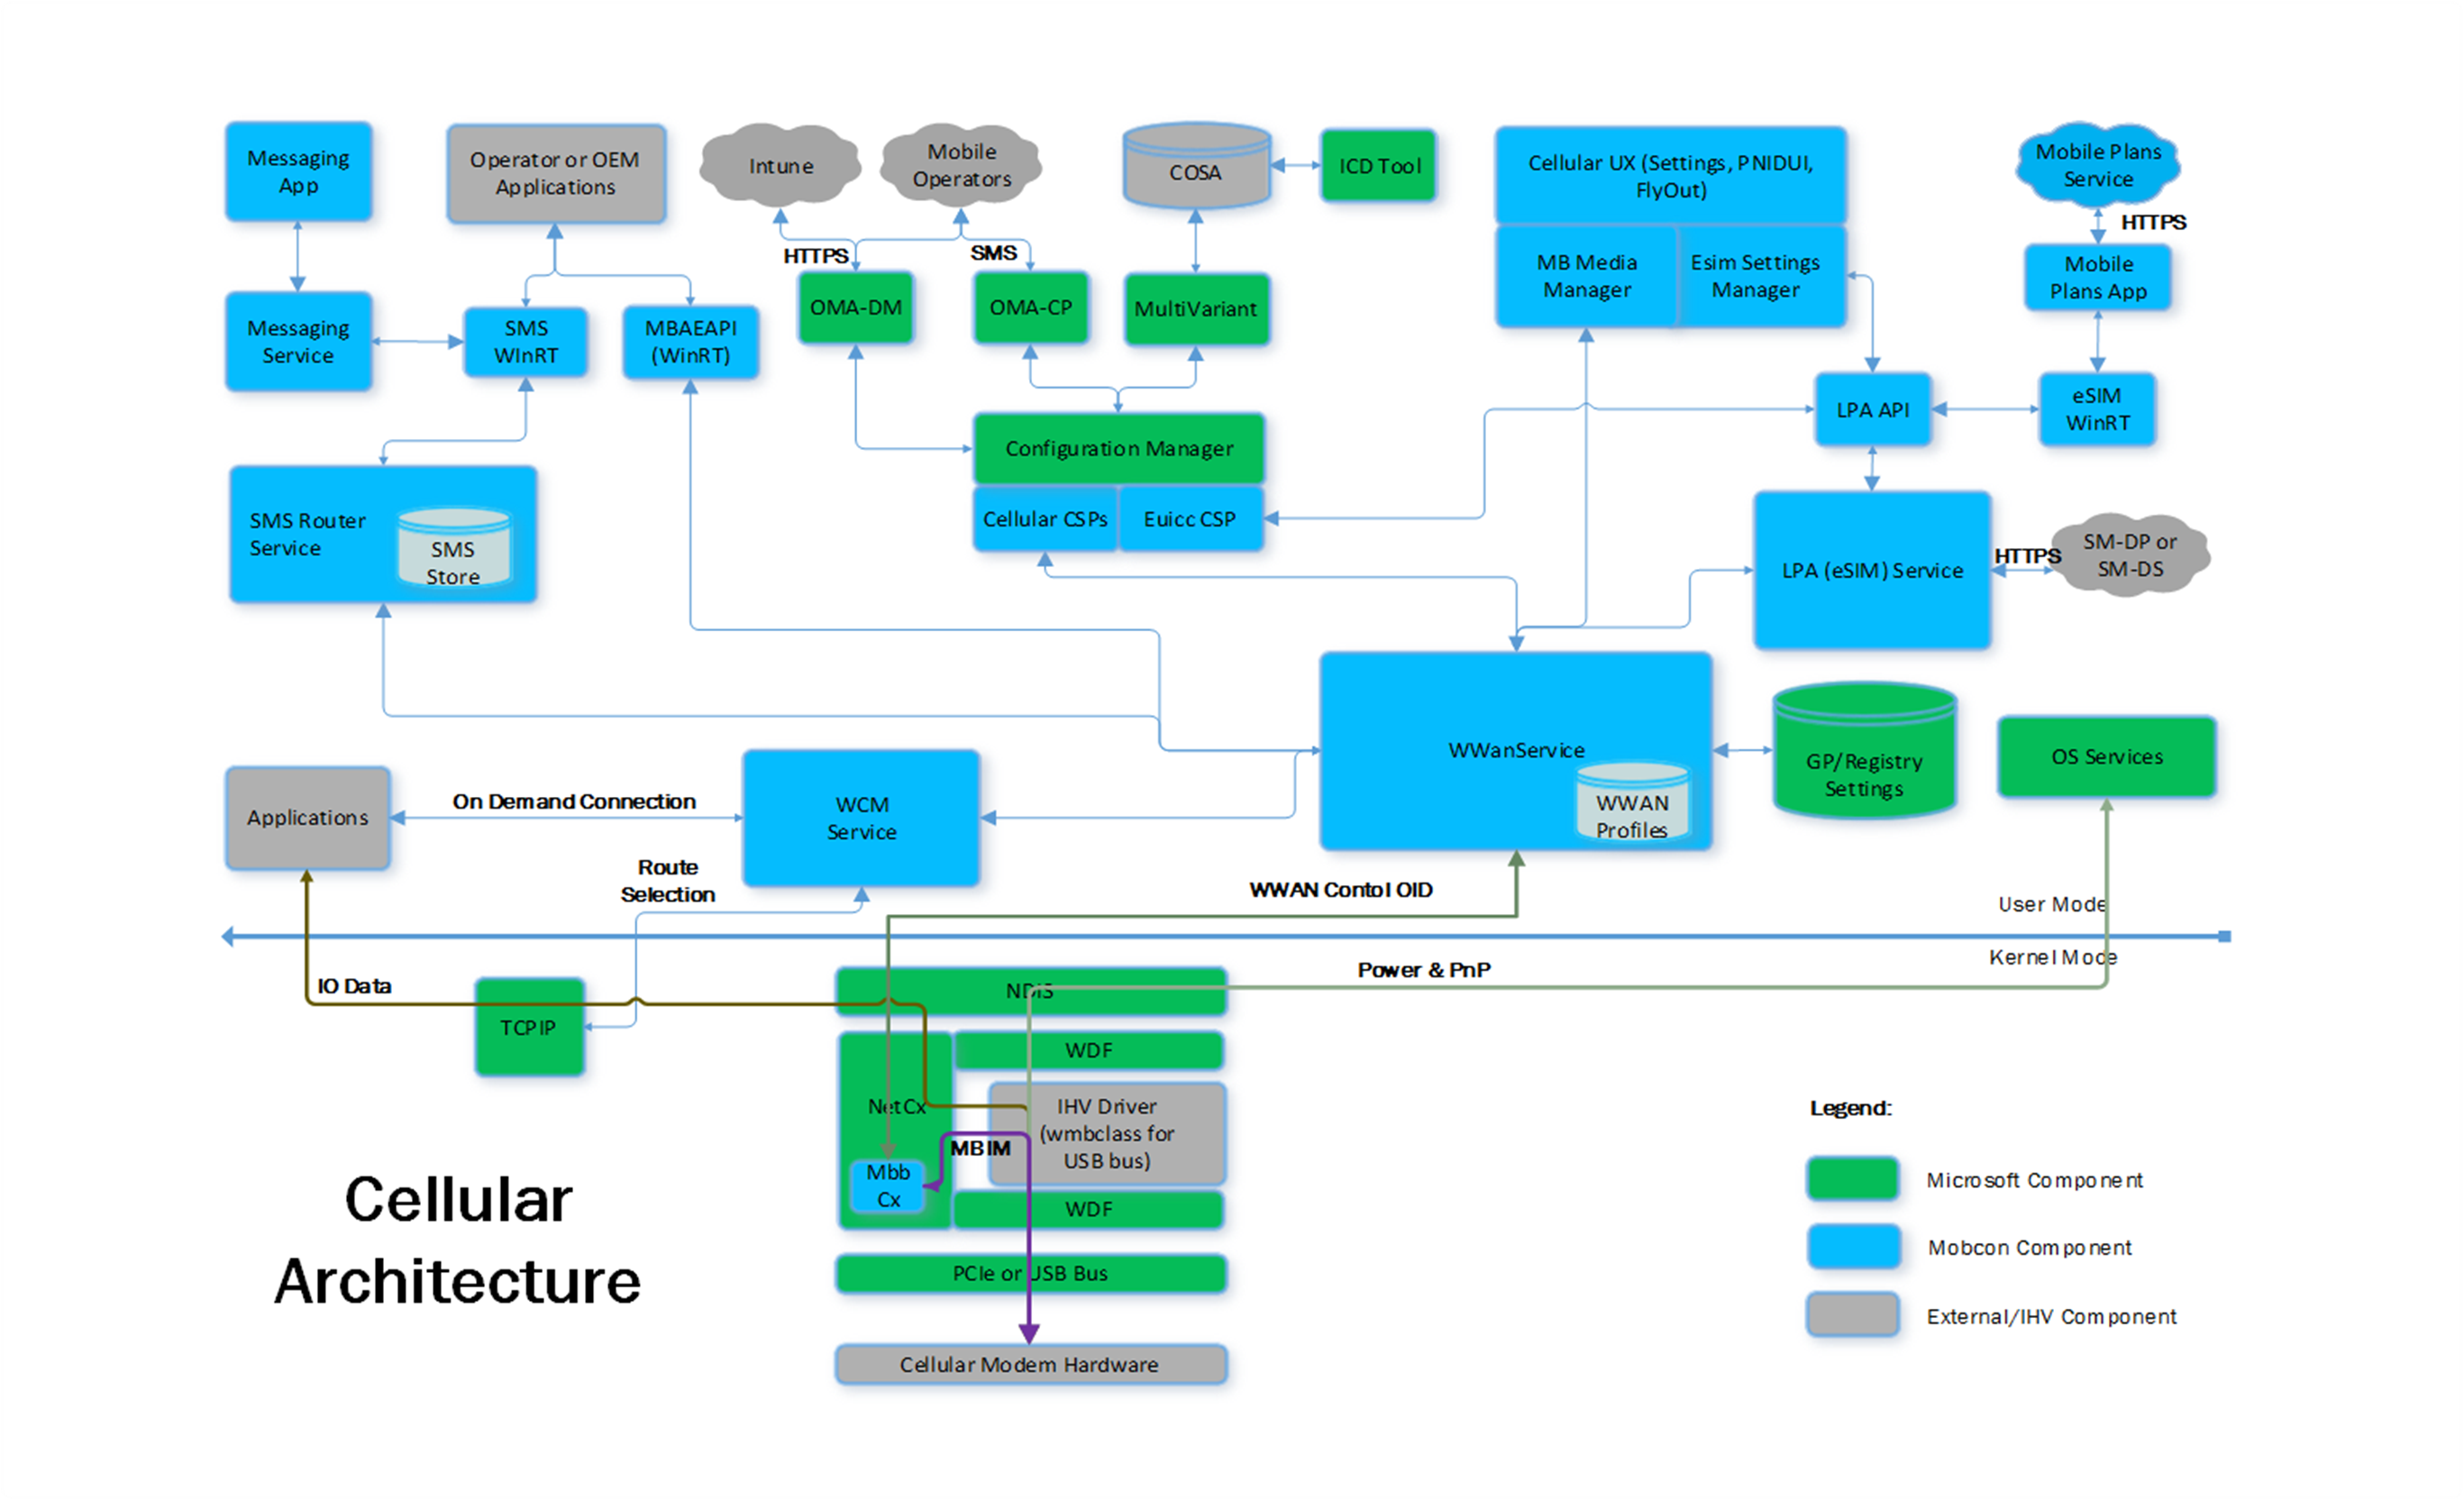 Messaging
App
Operator or OEM
Applications
Intune
Mobile
Operators
COSA
ICD Tool
Cellular UX (Settings, PNIDUI,
FlyOut)
Mobile Plans
Service
HTTPS
HTTPS
SMS
MB Media
Manager
Esim Settings
Manager
Mobile
Plans App
Messaging
Service
SMS
WInRT
MBAEAPI
(WinRT)
OMA-DM
OMA-CP
MultiVariant
LPA API
eSIM
WinRT
Configuration Manager
Cellular CSPs
Euicc CSP
SMS Router
Service
SMS
Store
LPA (eSIM) Service
HTTPS
SM-DP or
SM-DS
WWanService
WWAN
Profiles
GP/Registry
Settings
OS Services
Applications
On Demand Connection
WCM
Service
Route
Selection
WWAN Contol OID
User Mode
Kernel Mode
IO Data
Power & PnP
TCPIP
NDIS
WDF
NetCx
IHV Driver
(wmbclass for
USB bus)
MBIM
Mbb
Cx
WDF
PCIe or USB Bus
Cellular Modem Hardware
Cellular
Architecture
Legend:
Microsoft Component
Mobcon Component
External/IHV Component